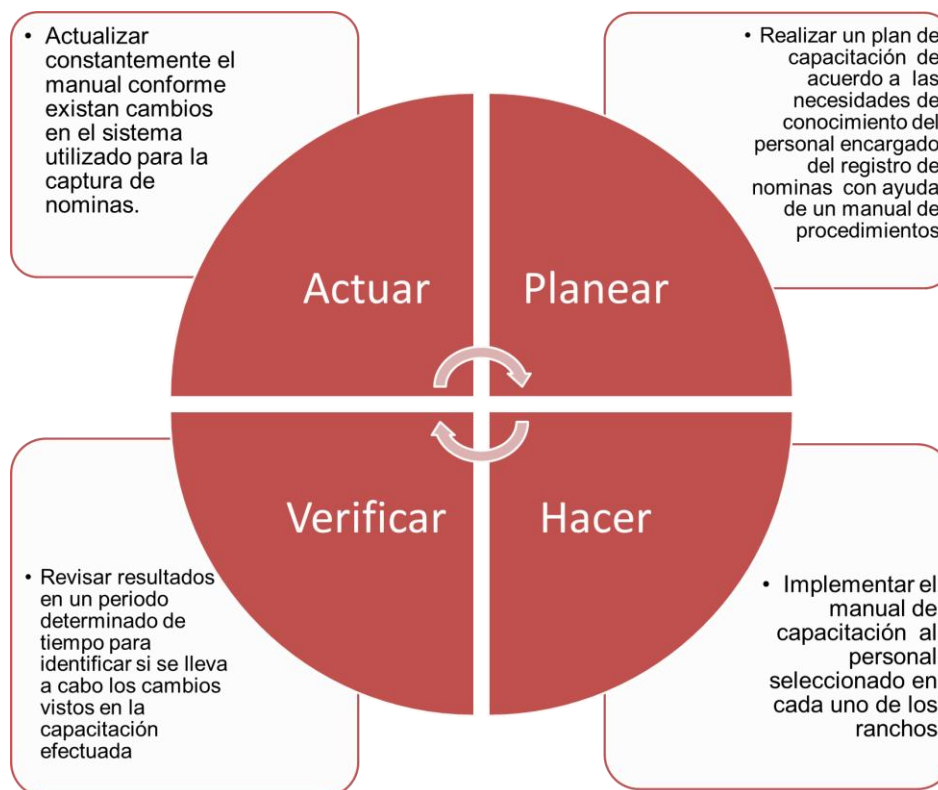 • Actualizar
constantemente el
manual conforme
existan cambios
en el sistema
utilizado para la
captura de
nominas.
• Realizar un plan de
capacitación de
acuerdo a las
necesidades de
conocimiento del
personal encargado
del registro de
nominas con ayuda
de un manual de
procedimientos
Actuar
Planear
Verificar
Hacer
• Revisar resultados
en un periodo
determinado de
tiempo para
identificar si se lleva
a cabo los cambios
vistos en la
capacitación
efectuada
• Implementar el
manual de
capacitación al
personal
seleccionado en
cada uno de los
ranchos